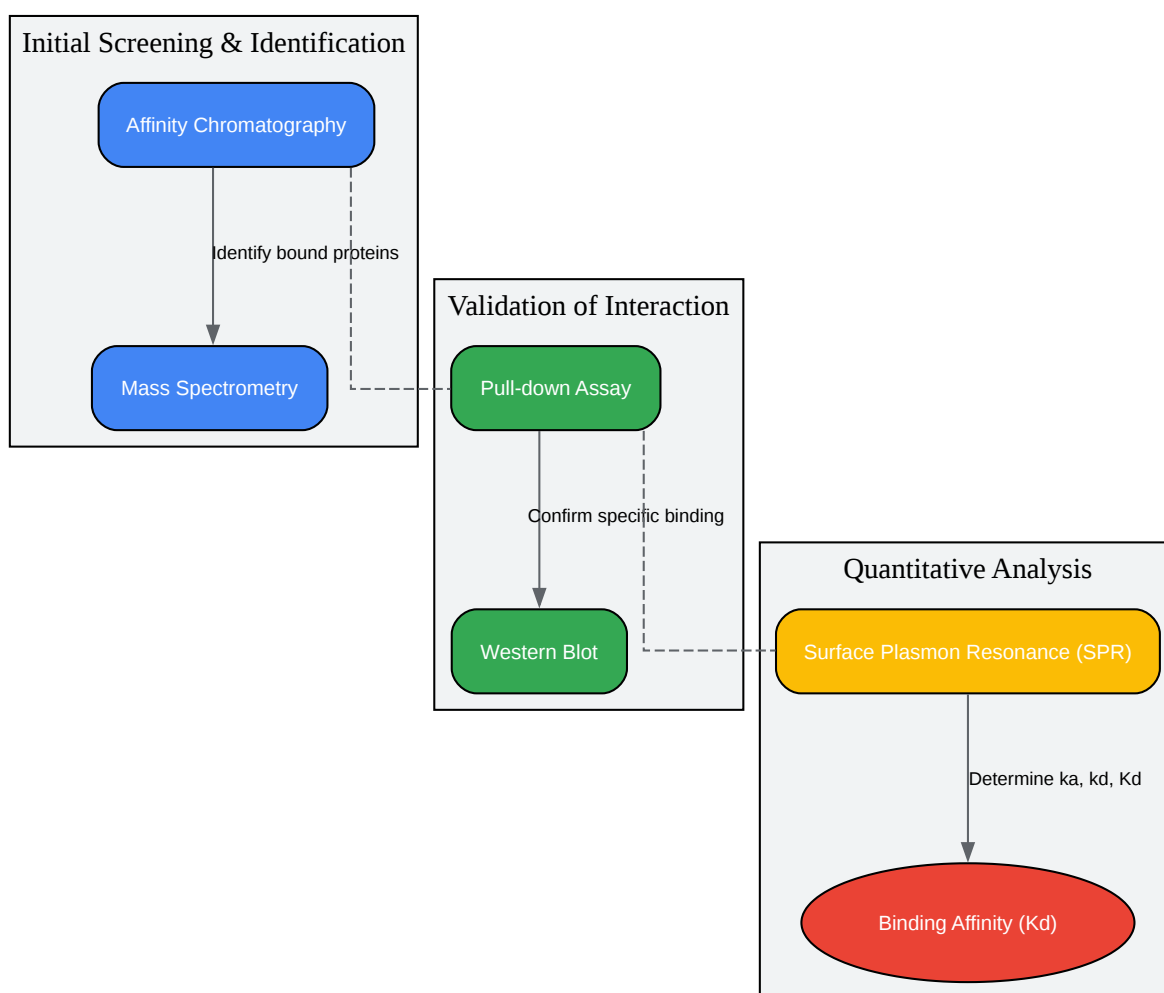 Initial Screening & Identification
Affinity Chromatography
Identify bound proteins
Mass Spectrometry
Validation of Interaction
Pull-down Assay
Confirm specific binding
Western Blot
Quantitative Analysis
Surface Plasmon Resonance (SPR)
Determine ka, kd, Kd
Binding Affinity (Kd)